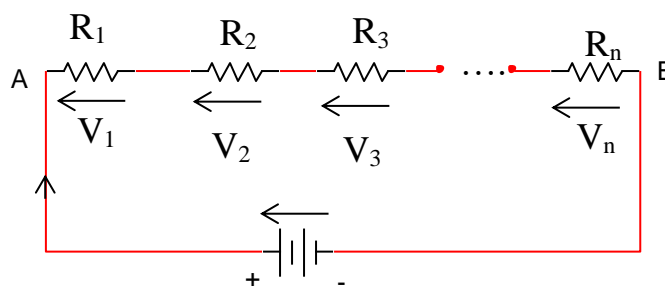 R₁ R₂ R₃ Rₙ
A .... B
V₁ V₂ V₃ Vₙ
+ -